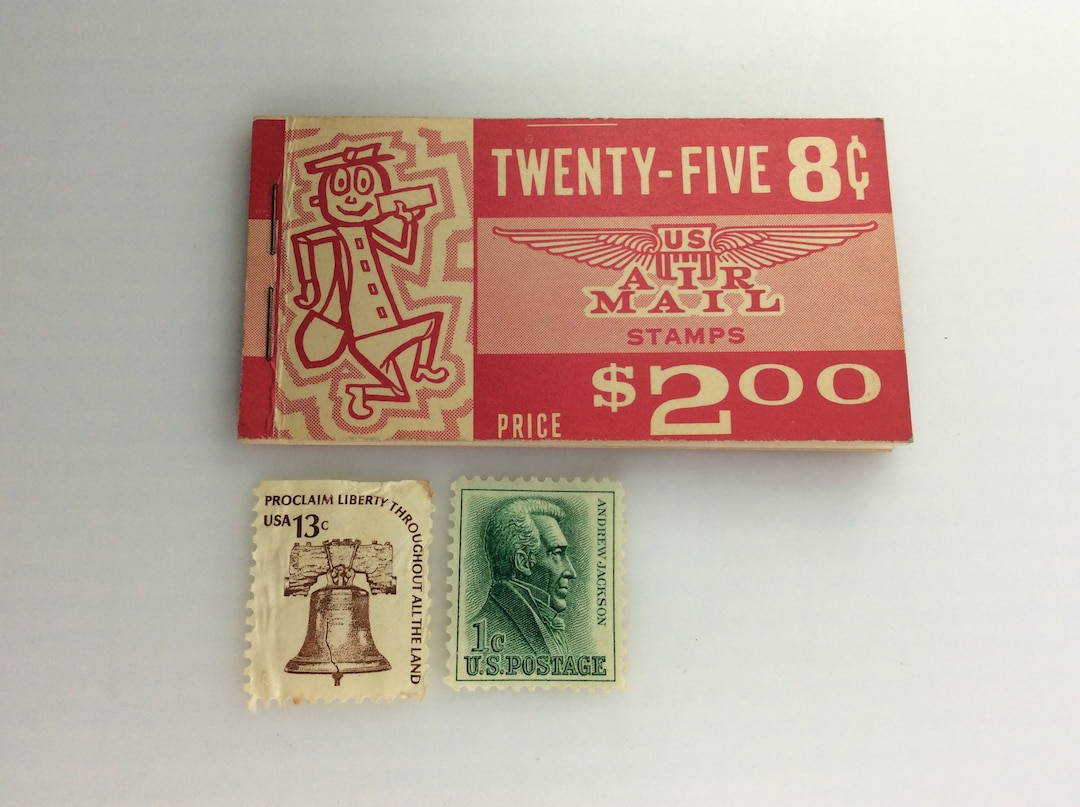 TWENTY-FIVE 8¢
US
AIR
MAIL
STAMPS
PRICE $2.00
PROCLAIM LIBERTY THROUGHOUT ALL THE LAND
USA 13c
ANDREW JACKSON
1c
U.S. POSTAGE